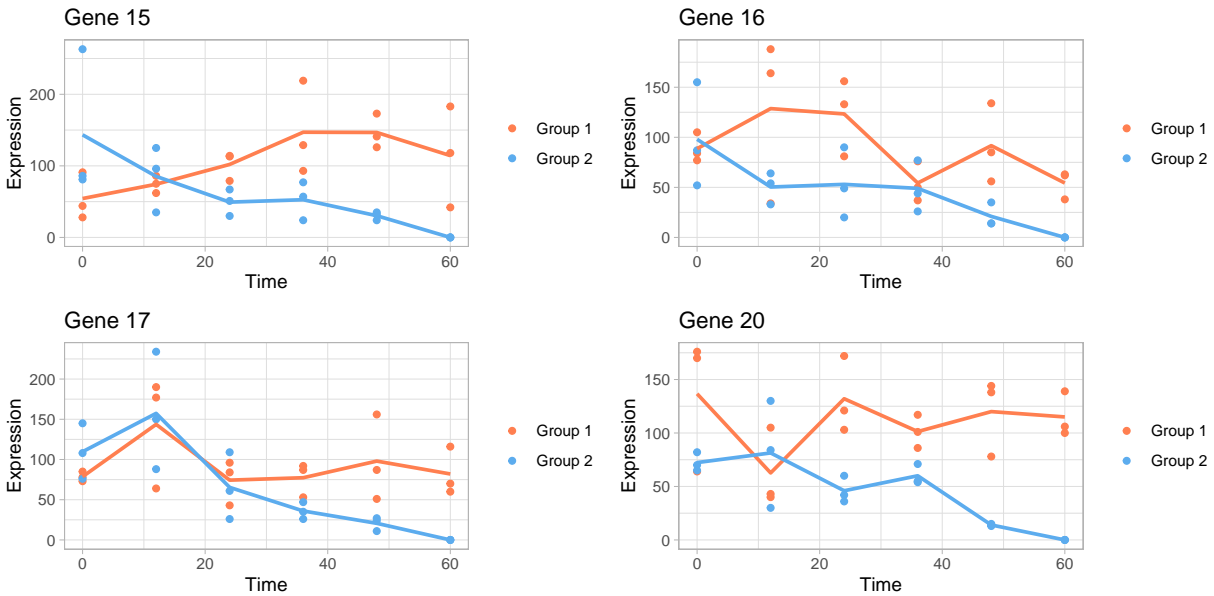 Gene 15
Expression
0
100
200
0 20 40 60
Time
Group 1
Group 2
Gene 16
Expression
0
50
100
150
0 20 40 60
Time
Group 1
Group 2
Gene 17
Expression
0
50
100
150
200
0 20 40 60
Time
Group 1
Group 2
Gene 20
Expression
0
50
100
150
0 20 40 60
Time
Group 1
Group 2